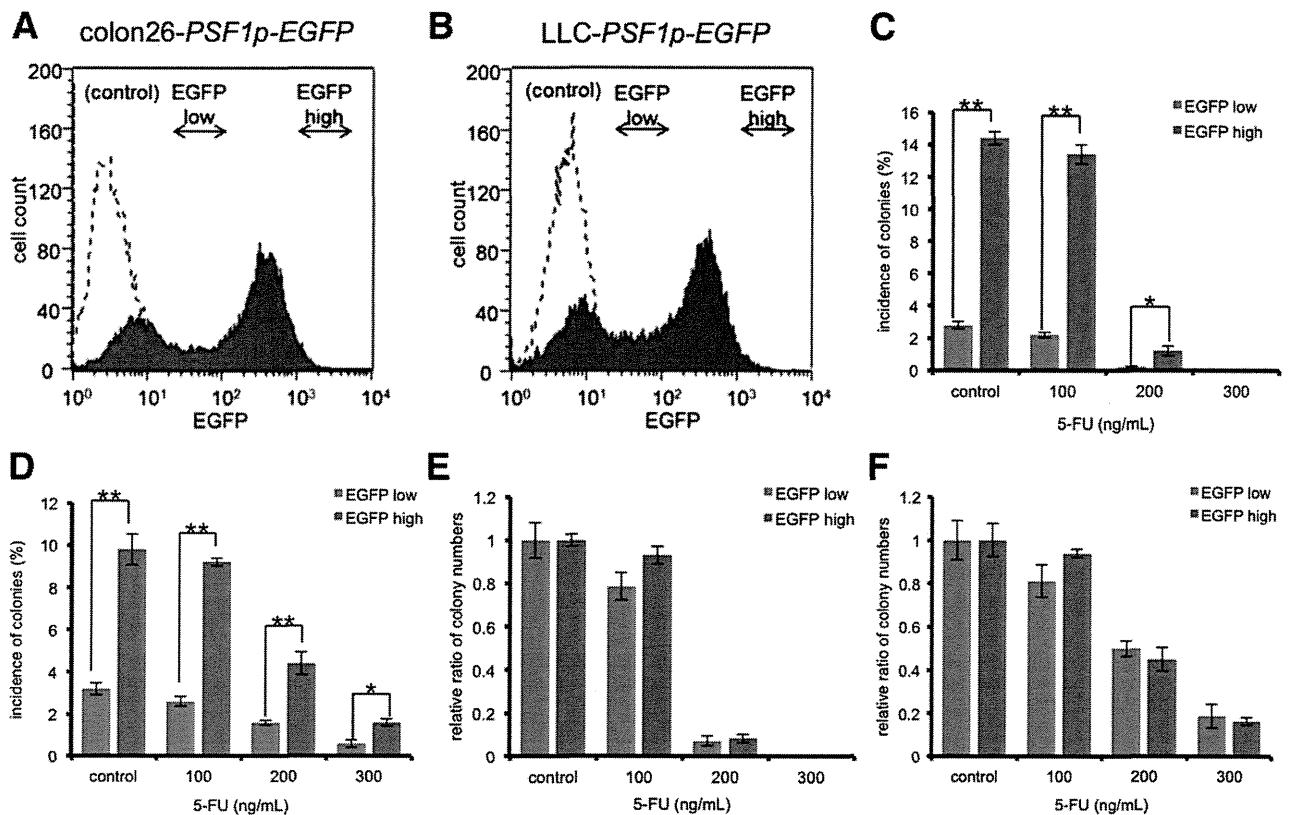 A
colon26-PSF1p-EGFP
200
160
120
80
40
0
cell count
(control)
EGFP low
EGFP high
10⁰ 10¹ 10² 10³ 10⁴
EGFP
B
LLC-PSF1p-EGFP
200
160
120
80
40
0
cell count
(control)
EGFP low
EGFP high
10⁰ 10¹ 10² 10³ 10⁴
EGFP
C
EGFP low
EGFP high
16
14
12
10
8
6
4
2
0
incidence of colonies (%)
**
**
*
control 100 200 300
5-FU (ng/mL)
D
EGFP low
EGFP high
12
10
8
6
4
2
0
incidence of colonies (%)
**
**
**
*
control 100 200 300
5-FU (ng/mL)
E
EGFP low
EGFP high
1.2
1
0.8
0.6
0.4
0.2
0
relative ratio of colony numbers
control 100 200 300
5-FU (ng/mL)
F
EGFP low
EGFP high
1.2
1
0.8
0.6
0.4
0.2
0
relative ratio of colony numbers
control 100 200 300
5-FU (ng/mL)